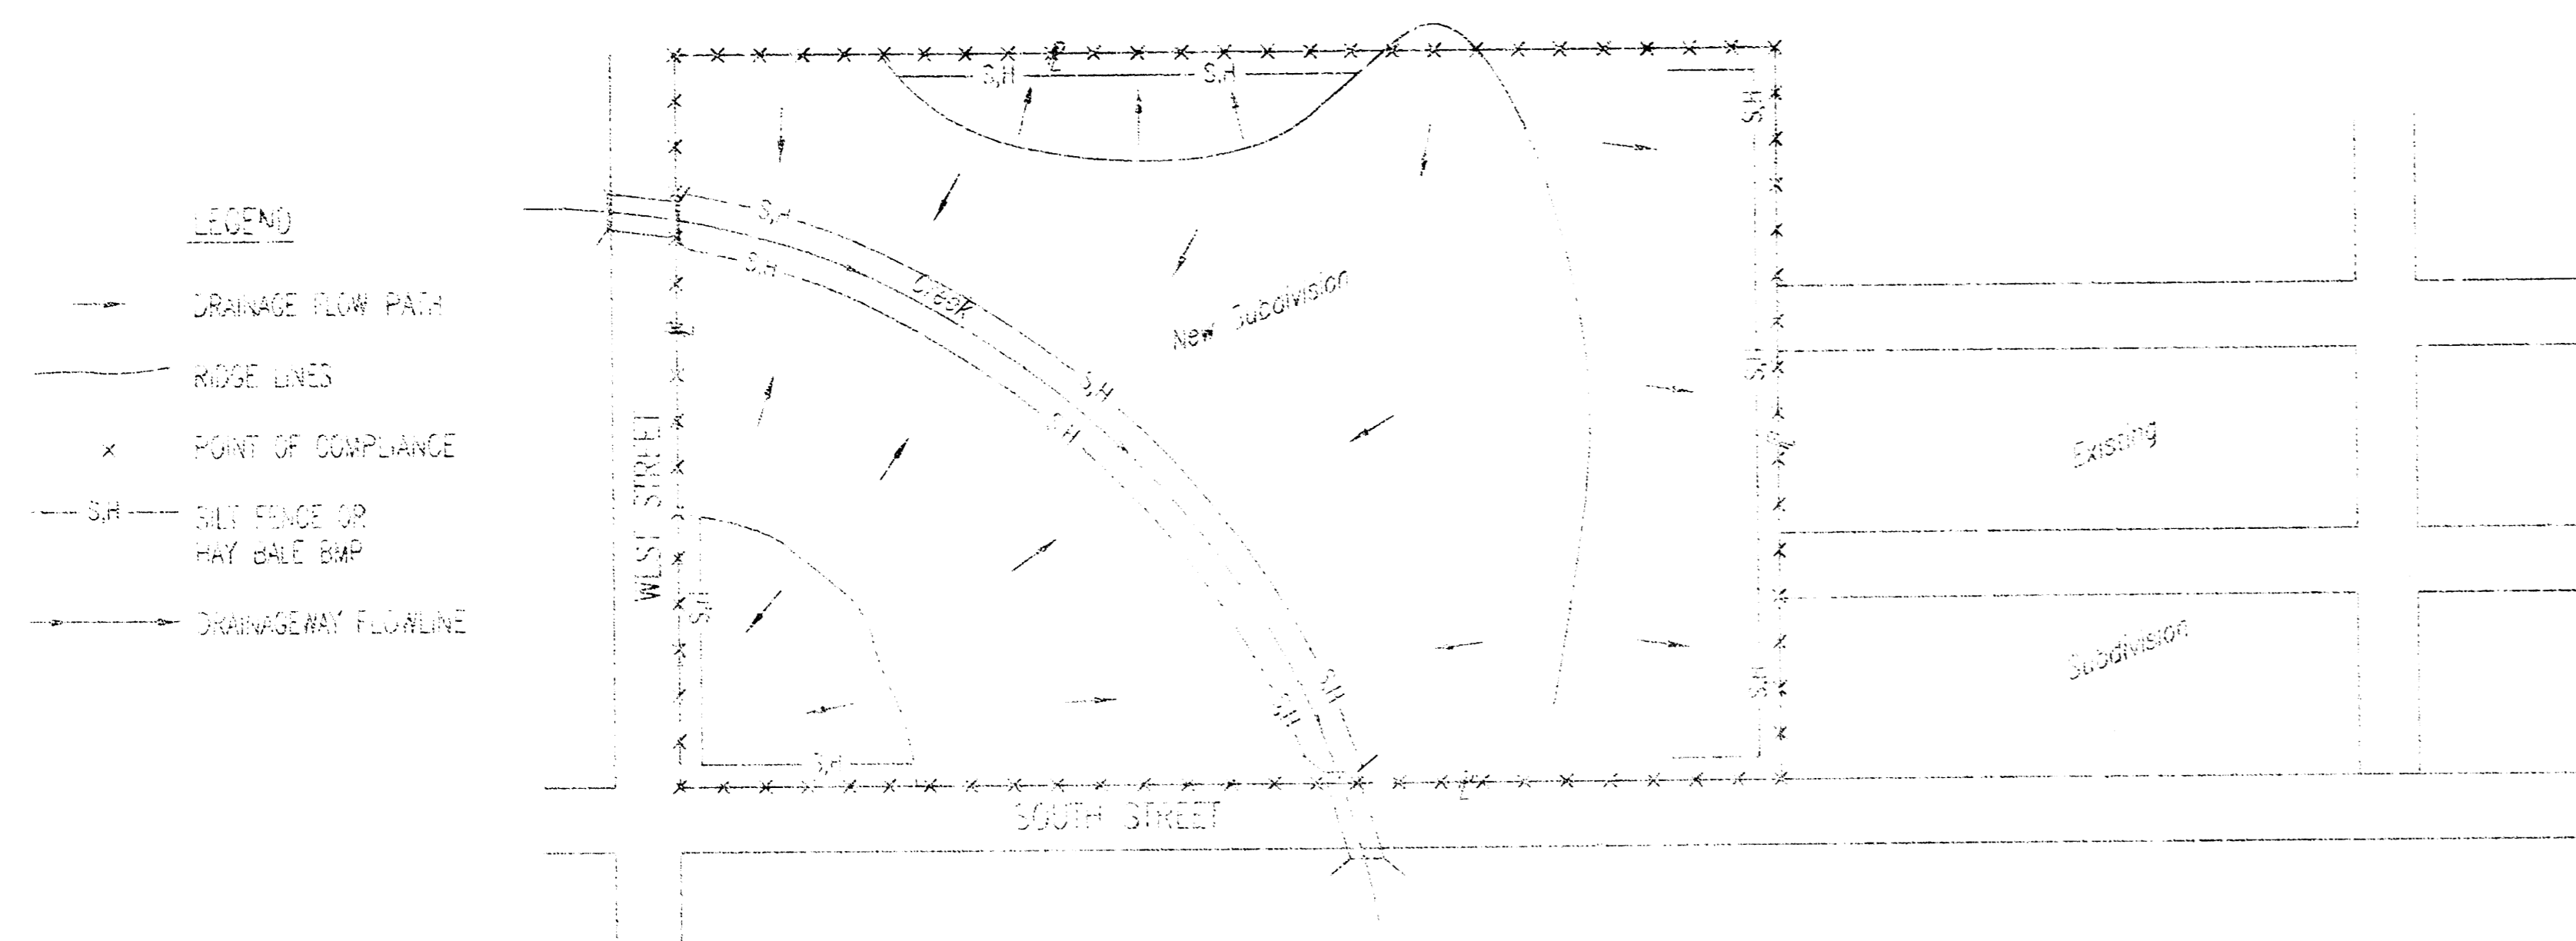 LEGEND
DRAINAGE FLOW PATH
RIDGE LINES
x POINT OF COMPLIANCE
S,H SILT FENCE OR
HAY BALE BMP
DRAINAGEWAY FLOWLINE
WEST STREET
SOUTH STREET
S,H
S,H
S,H
S,H
Creek
S,H
S,H
S,H
S,H
S,H
S,H
New Subdivision
S,H
S,H
S,H
Existing
Subdivision